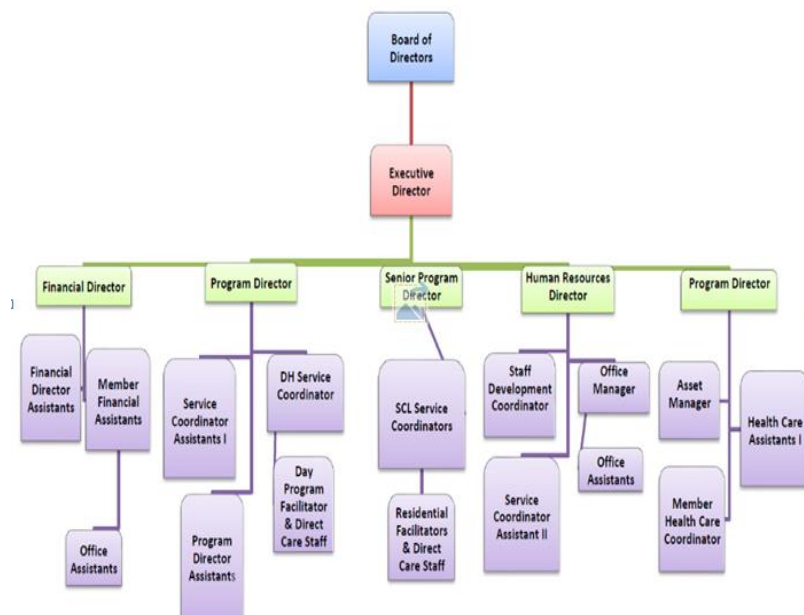 Board of
Directors
Executive
Director
Financial Director
Program Director
Senior Program
Director
Human Resources
Director
Program Director
Financial
Director
Assistants
Member
Financial
Assistants
Office
Assistants
Service
Coordinator
Assistants I
DH Service
Coordinator
Day
Program
Facilitator
& Direct
Care Staff
Program
Director
Assistants
SCL Service
Coordinators
Residential
Facilitators
& Direct
Care Staff
Staff
Development
Coordinator
Office
Manager
Office
Assistants
Service
Coordinator
Assistant II
Asset
Manager
Health Care
Assistants I
Member
Health Care
Coordinator